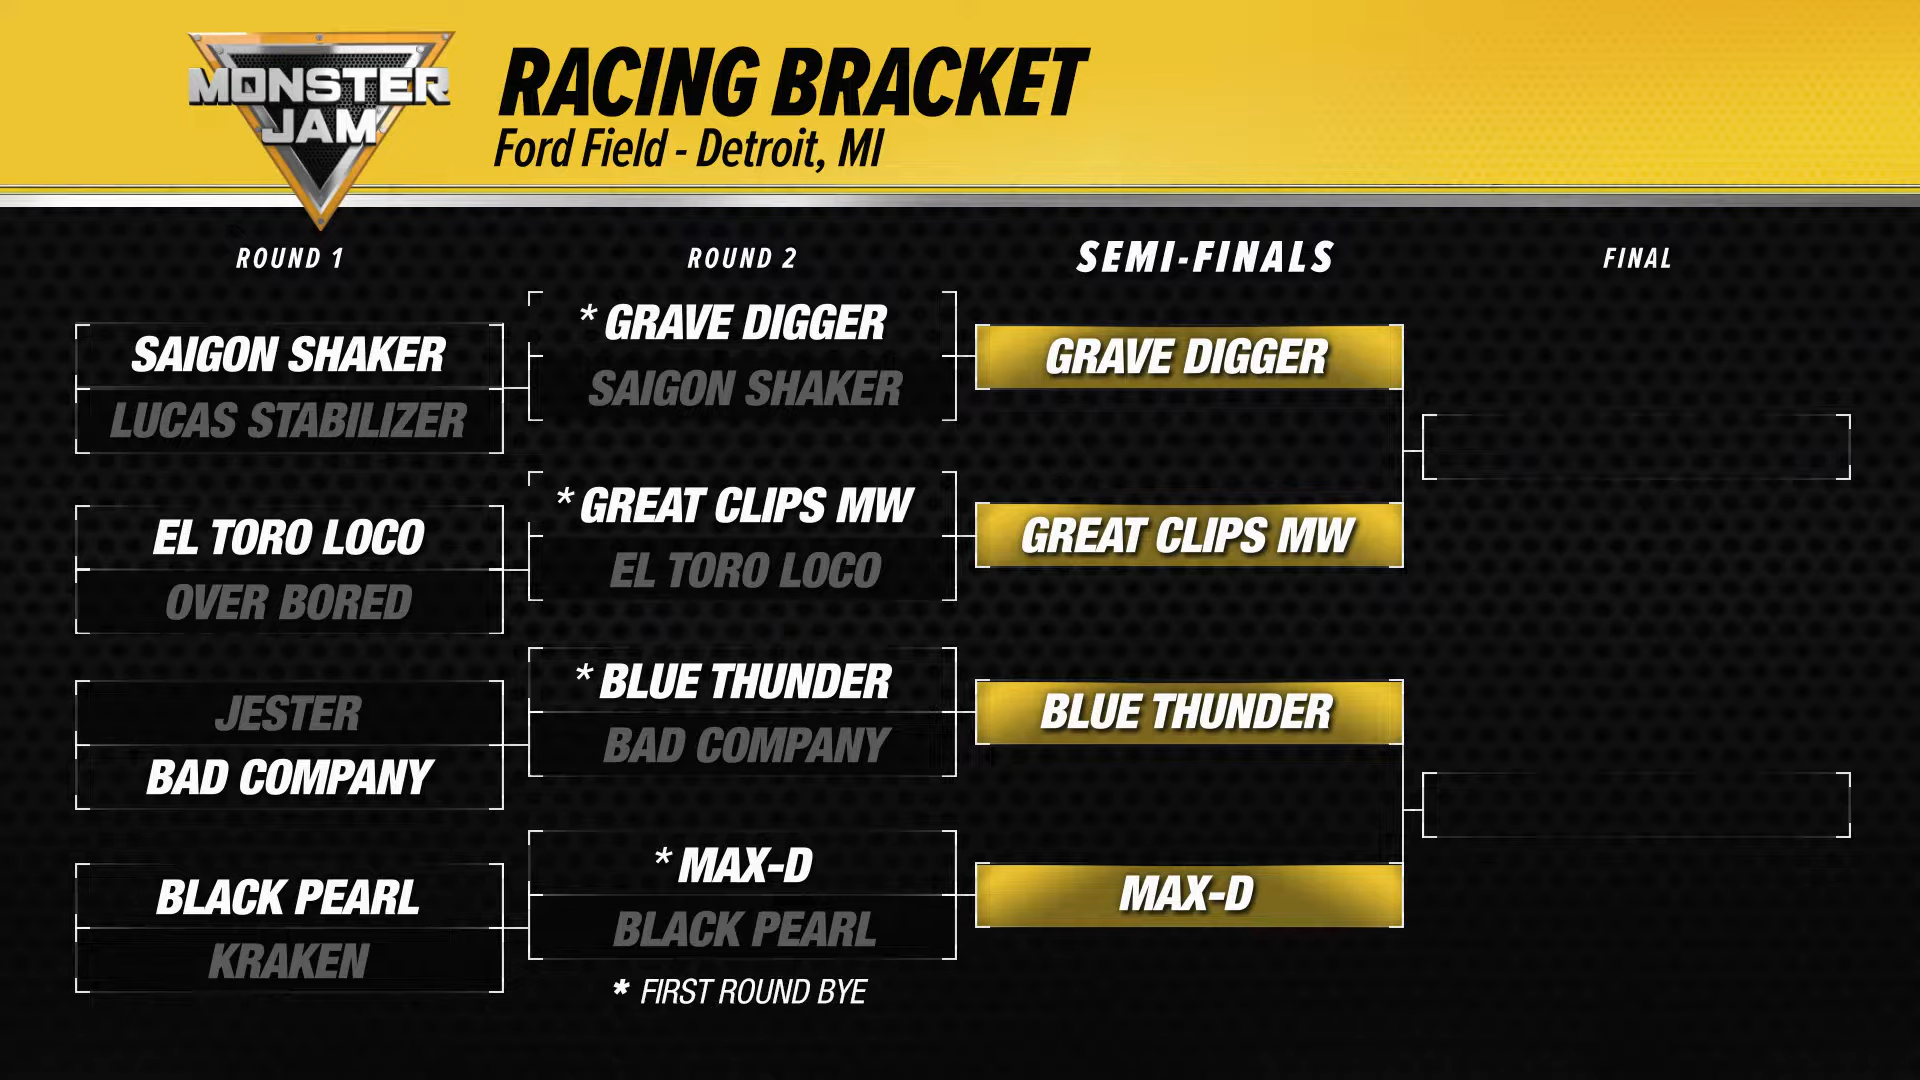 MONSTER
JAM
RACING BRACKET
Ford Field - Detroit, MI
ROUND 1
SAIGON SHAKER
LUCAS STABILIZER
EL TORO LOCO
OVER BORED
JESTER
BAD COMPANY
BLACK PEARL
KRAKEN
ROUND 2
* GRAVE DIGGER
SAIGON SHAKER
* GREAT CLIPS MW
EL TORO LOCO
* BLUE THUNDER
BAD COMPANY
* MAX-D
BLACK PEARL
* FIRST ROUND BYE
SEMI-FINALS
GRAVE DIGGER
GREAT CLIPS MW
BLUE THUNDER
MAX-D
FINAL